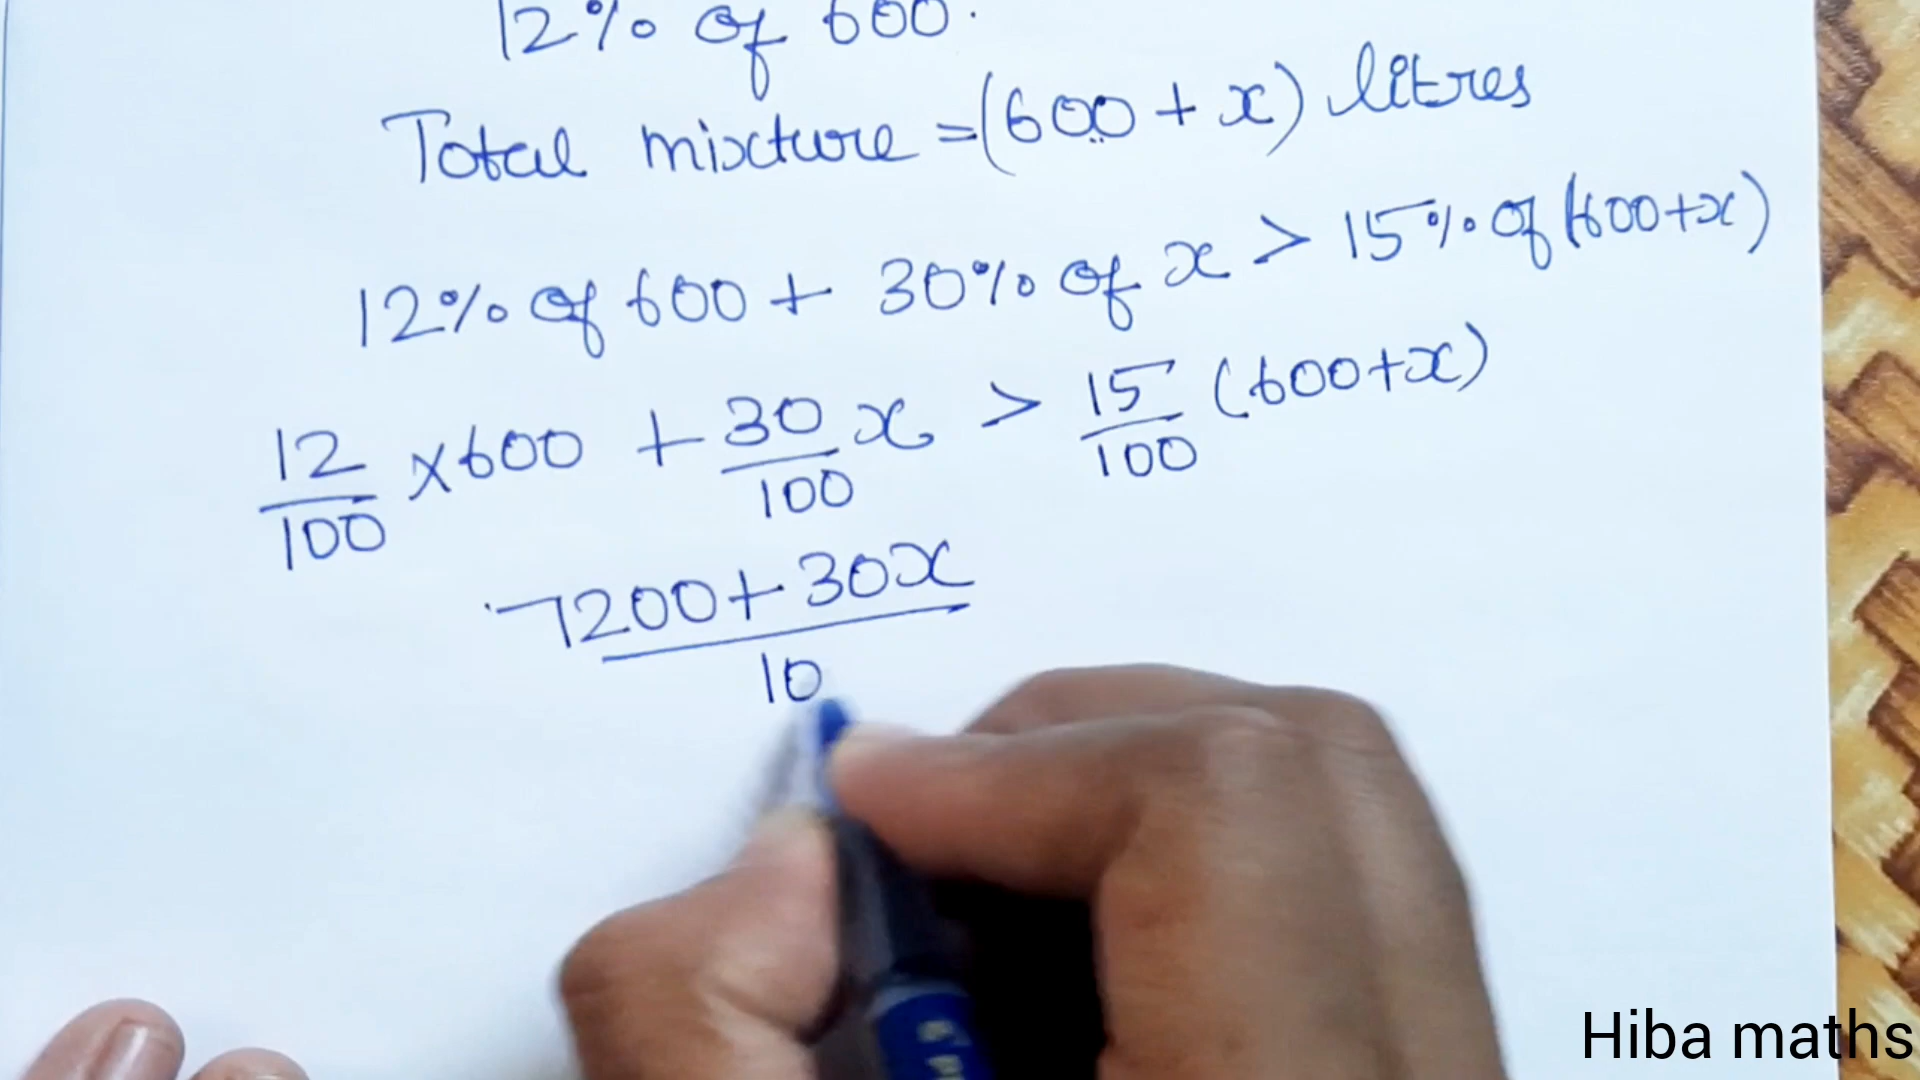 12% of 600.
Total mixture = (600 + x) litres
12% of 600 + 30% of x > 15% of (600+x)
12/100 ×600 + 30/100 x > 15/100 (600+x)
7200+30x
10
Hiba maths